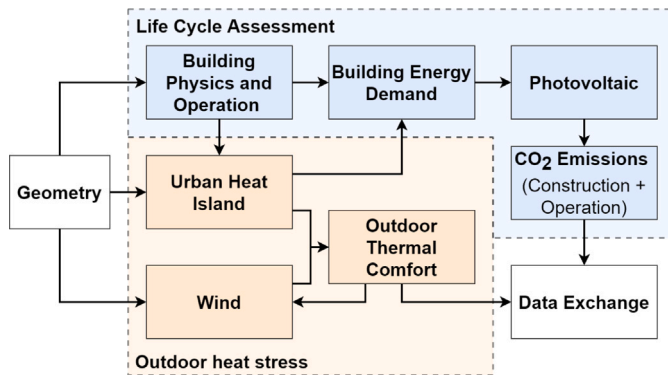 Life Cycle Assessment
Building
Physics and
Operation
Building Energy
Demand
Photovoltaic
Geometry
Urban Heat
Island
CO2 Emissions
(Construction +
Operation)
Outdoor
Thermal
Comfort
Wind
Data Exchange
Outdoor heat stress